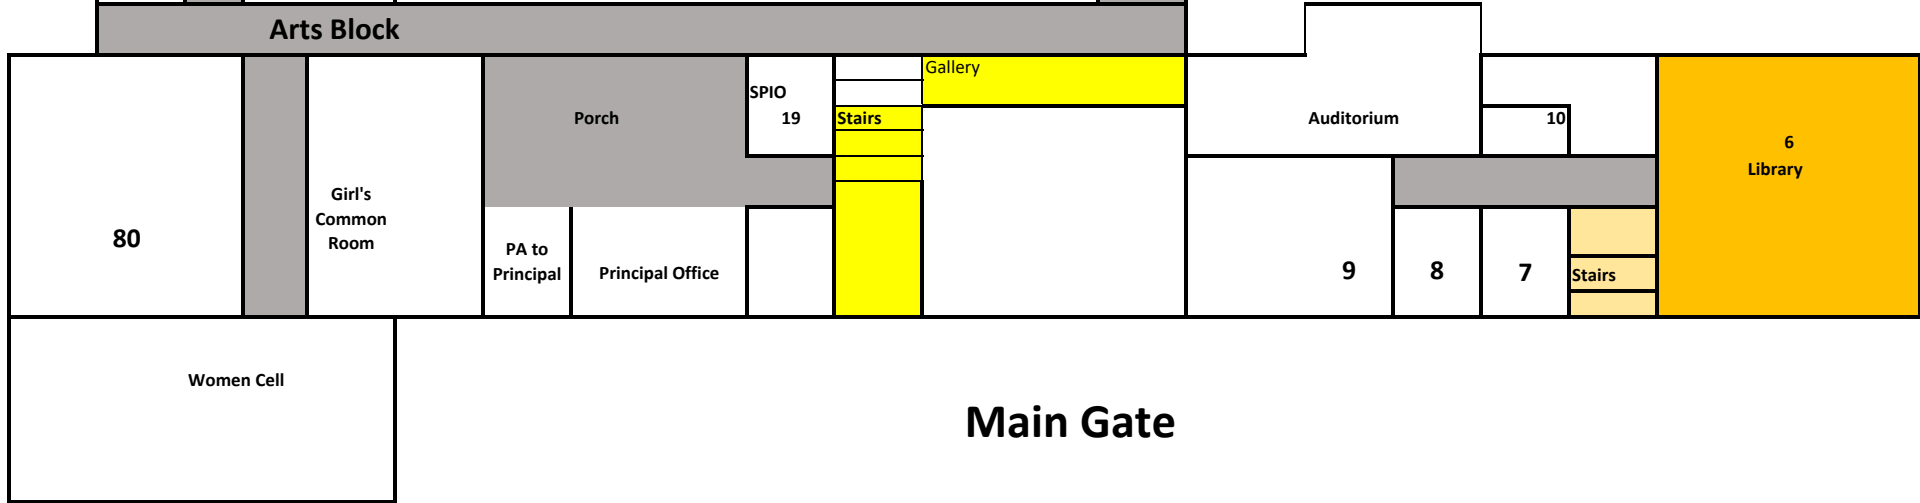 Arts Block
Gallery
SPIO
19
Porch
Stairs
Auditorium
10
6
Library
Girl's
Common
Room
80
PA to
Principal
Principal Office
9
8
7
Stairs
Women Cell
Main Gate